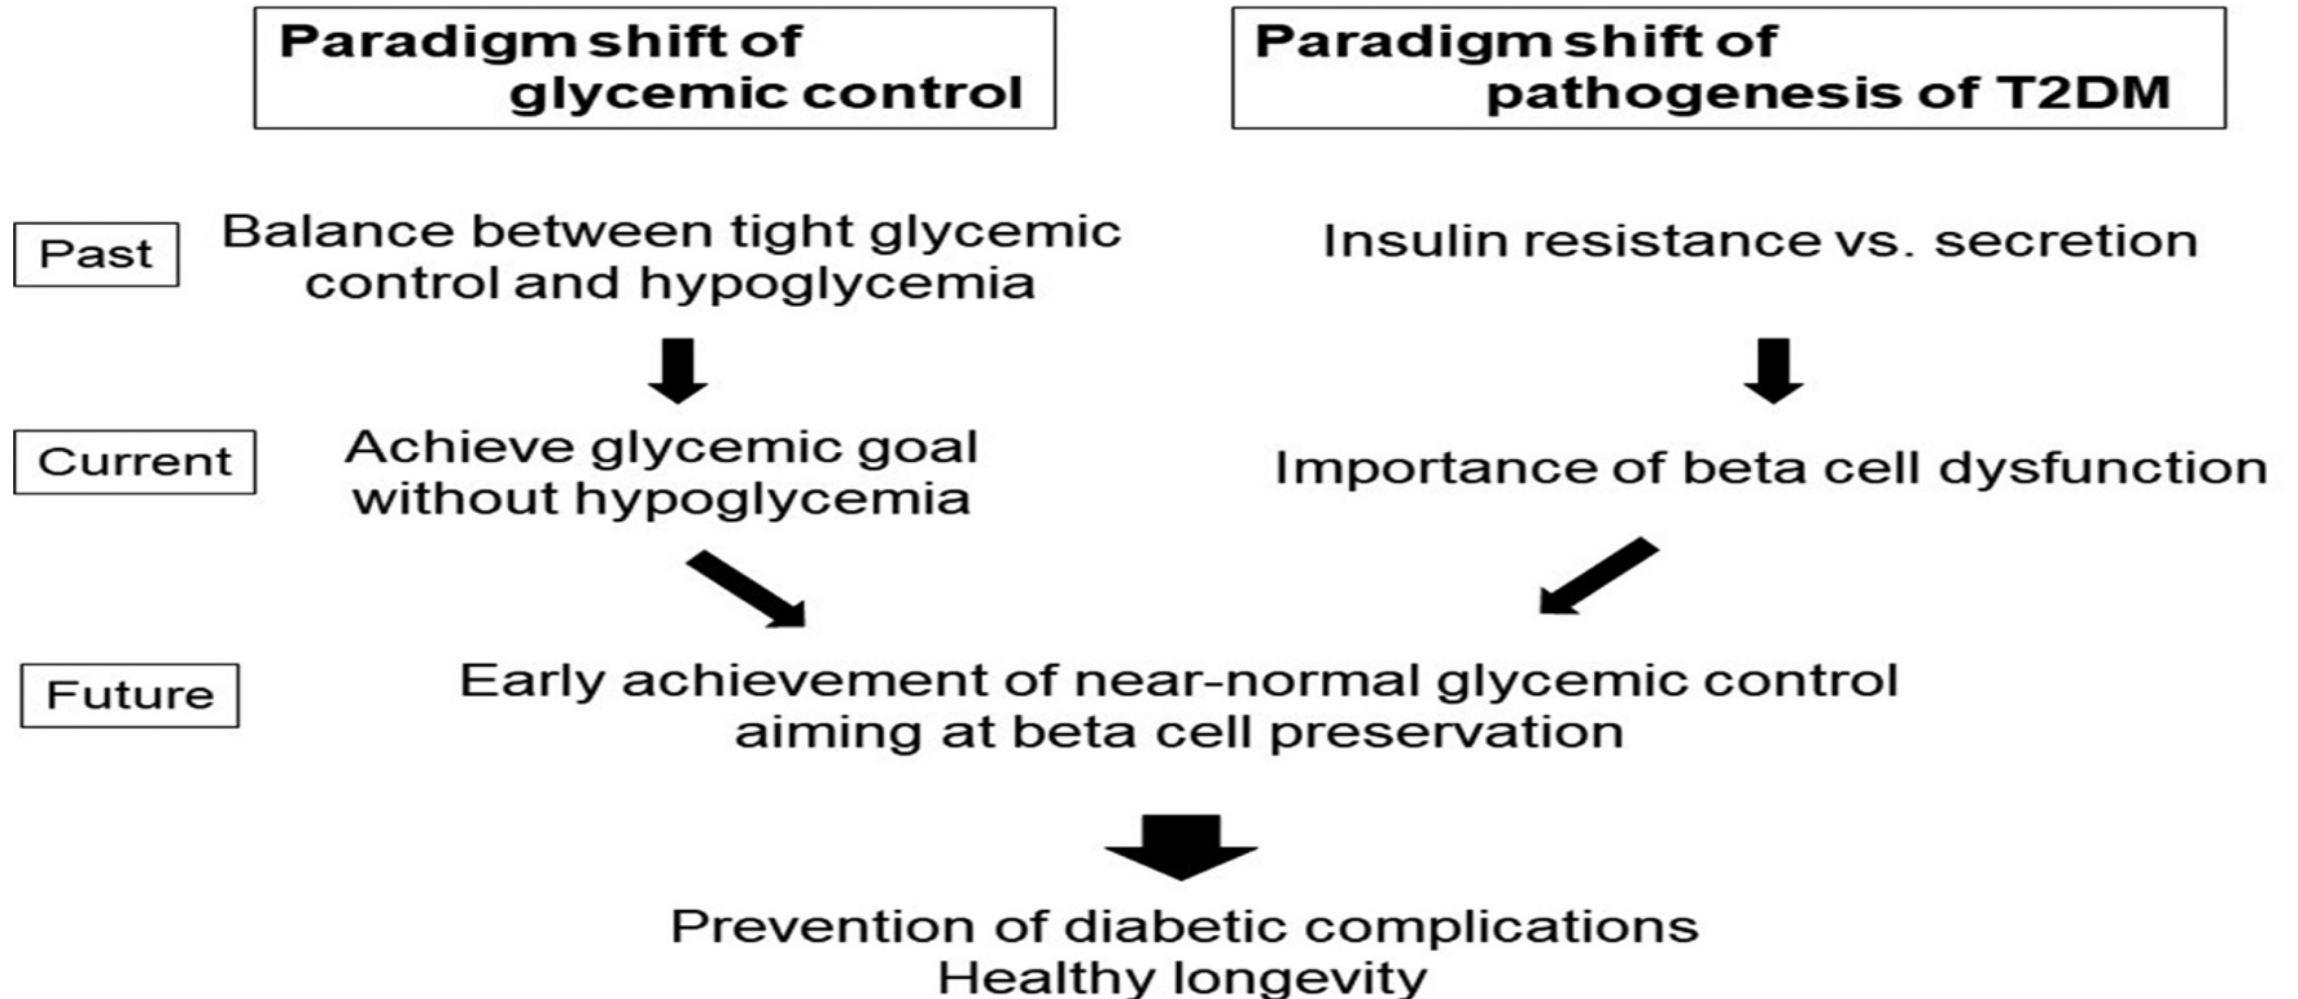 Paradigm shift of
glycemic control
Paradigm shift of
pathogenesis of T2DM
Past
Balance between tight glycemic
control and hypoglycemia
Insulin resistance vs. secretion
Current
Achieve glycemic goal
without hypoglycemia
Importance of beta cell dysfunction
Future
Early achievement of near-normal glycemic control
aiming at beta cell preservation
Prevention of diabetic complications
Healthy longevity